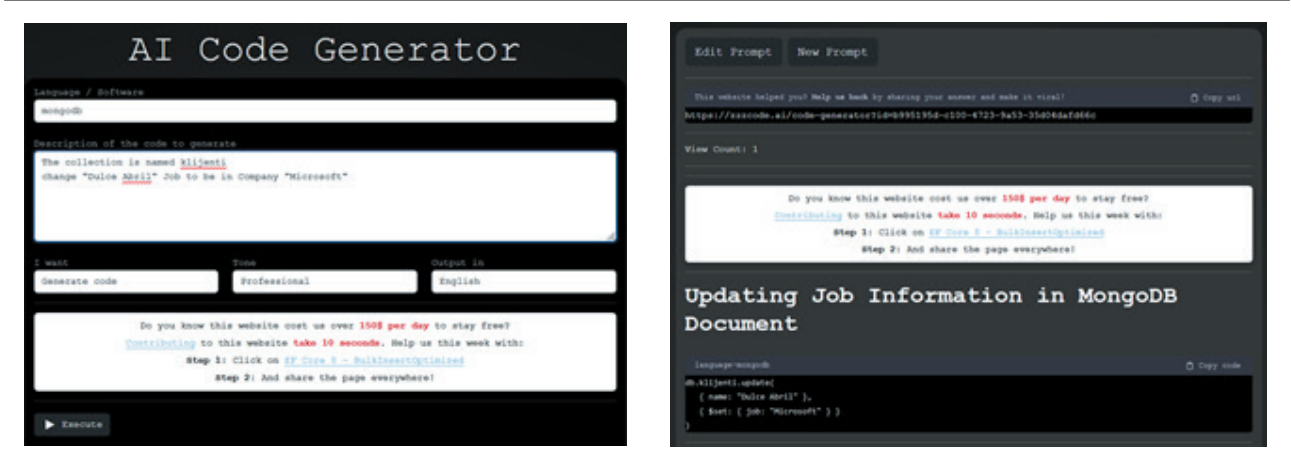 AI Code Generator
Language / Software
mongodb
Description of the code to generate
The collection is named klijenti
change "Dulce Abril" Job to be in Company "Microsoft"
I want
Tone
Output in
Generate code
Professional
English
Do you know this website cost us over 150$ per day to stay free?
Contributing to this website take 10 seconds. Help us this week with:
Step 1: Click on EF Core 8 - BulkInsertOptimized
Step 2: And share the page everywhere!
Execute
Edit Prompt
New Prompt
This website helped you? Help us back by sharing your answer and make it viral!
Copy url
View Count: 1
Do you know this website cost us over 150$ per day to stay free?
Contributing to this website take 10 seconds. Help us this week with:
Step 1: Click on EF Core 8 - BulkInsertOptimized
Step 2: And share the page everywhere!
Updating Job Information in MongoDB
Document
language-mongodb
Copy code
db.klijenti.update(
{ name: "Dulce Abril" },
{ $set: { job: "Microsoft" } }
)